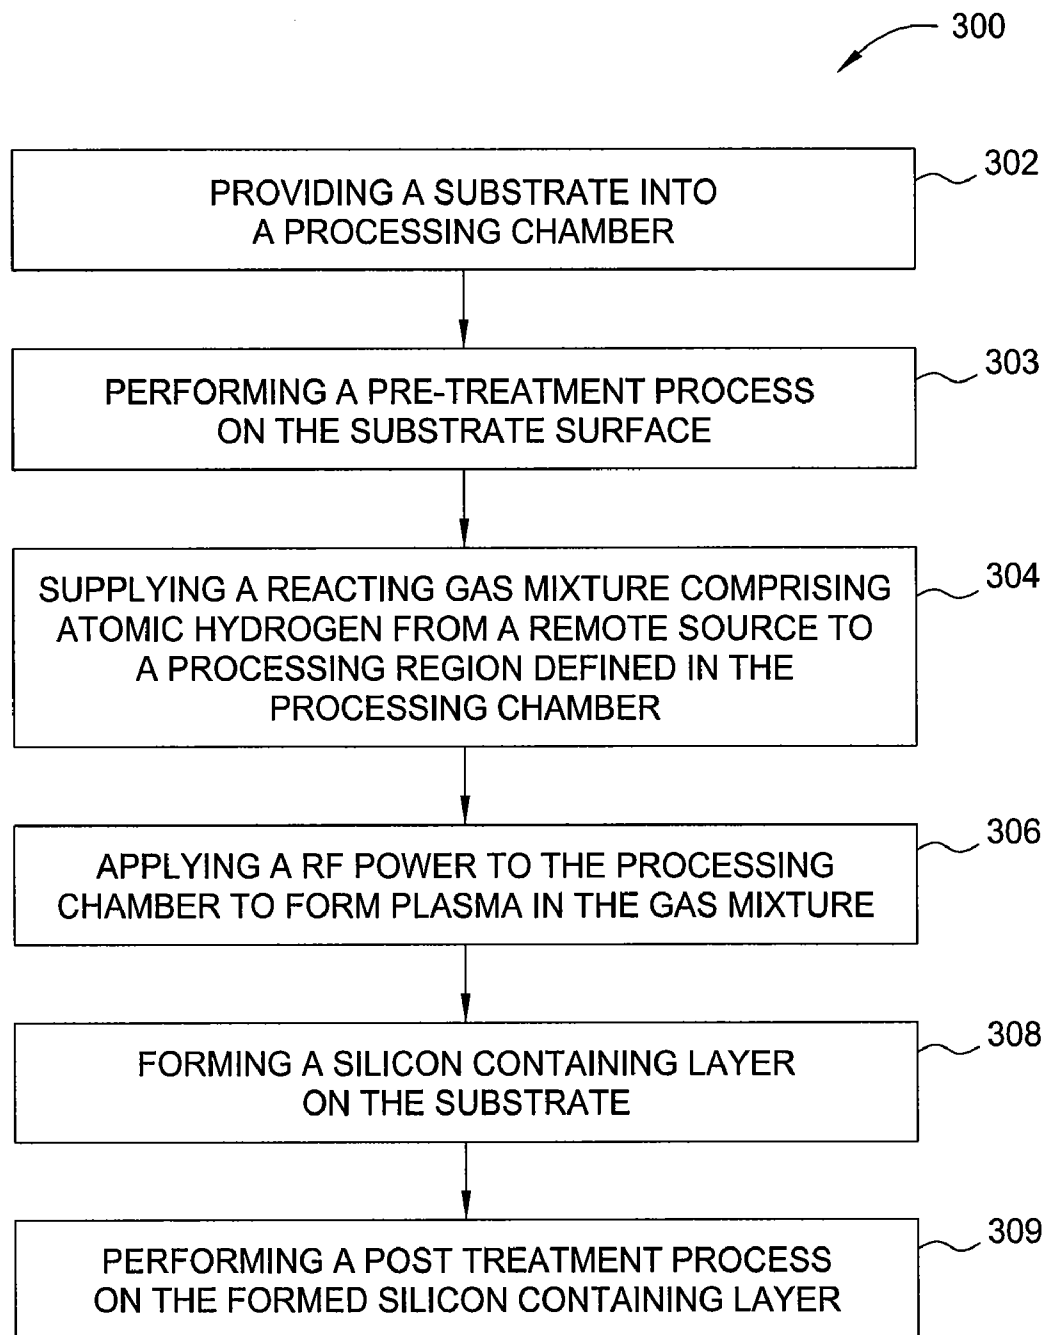 300
302
PROVIDING A SUBSTRATE INTO
A PROCESSING CHAMBER
303
PERFORMING A PRE-TREATMENT PROCESS
ON THE SUBSTRATE SURFACE
304
SUPPLYING A REACTING GAS MIXTURE COMPRISING
ATOMIC HYDROGEN FROM A REMOTE SOURCE TO
A PROCESSING REGION DEFINED IN THE
PROCESSING CHAMBER
306
APPLYING A RF POWER TO THE PROCESSING
CHAMBER TO FORM PLASMA IN THE GAS MIXTURE
308
FORMING A SILICON CONTAINING LAYER
ON THE SUBSTRATE
309
PERFORMING A POST TREATMENT PROCESS
ON THE FORMED SILICON CONTAINING LAYER